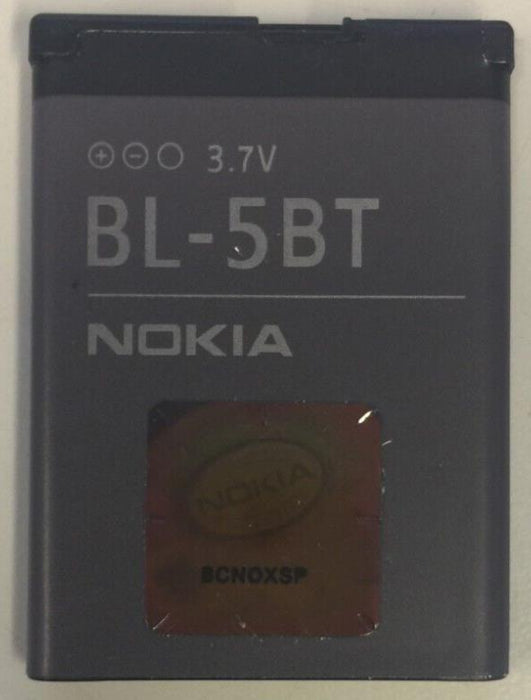 ⊕⊖○ 3.7V
BL-5BT
NOKIA
NOKIA
BCNOXSP